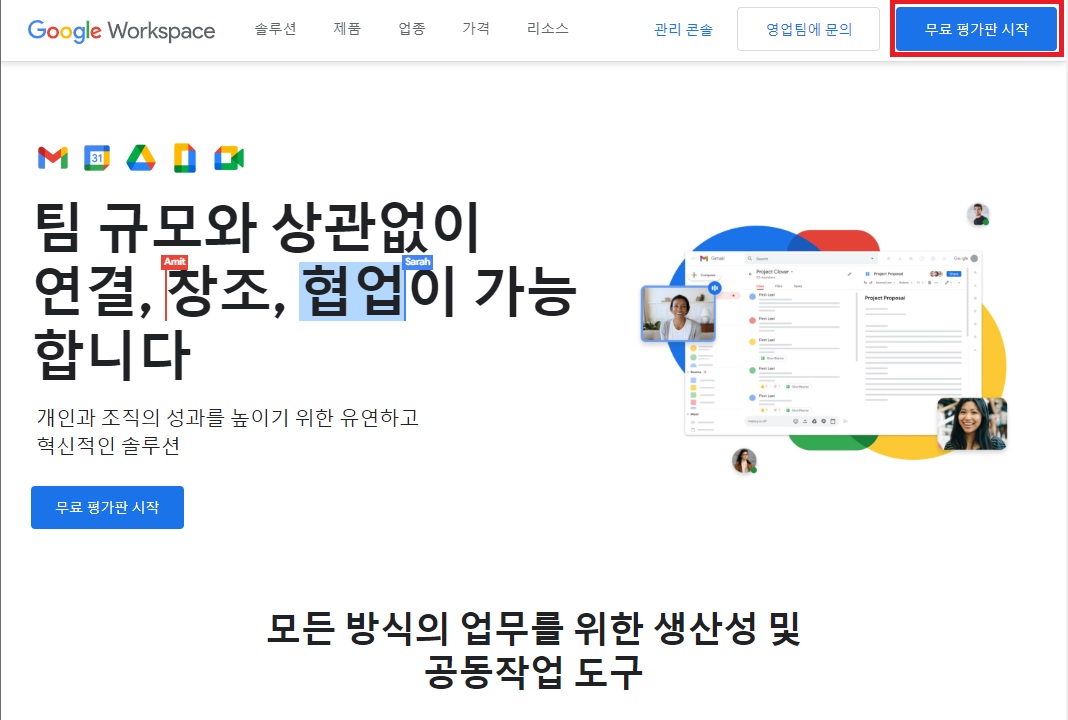 Google Workspace
솔루션
제품
업종
가격
리소스
관리 콘솔
영업팀에 문의
무료 평가판 시작
31
팀 규모와 상관없이
Amit
Sarah
연결, 창조, 협업이 가능
합니다
개인과 조직의 성과를 높이기 위한 유연하고
혁신적인 솔루션
무료 평가판 시작
Gmail
Search
Google
Compose
Project Clover
Project Proposal
Project Proposal
모든 방식의 업무를 위한 생산성 및
공동작업 도구